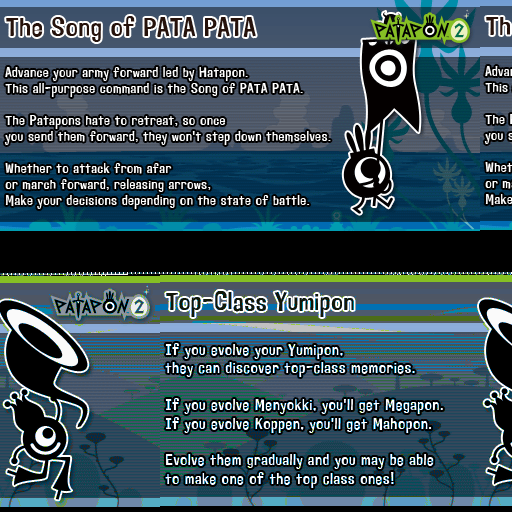 The Song of PATA PATA
PATAPON 2
Th
Advance your army forward led by Hatapon.
This all-purpose command is the Song of PATA PATA.
The Patapons hate to retreat, so once
you send them forward, they won't step down themselves.
Whether to attack from afar
or march forward, releasing arrows,
Make your decisions depending on the state of battle.
Advan
This
The
you s
Whet
or m
Make
PATAPON 2
Top-Class Yumipon
If you evolve your Yumipon,
they can discover top-class memories.
If you evolve Menyokki, you'll get Megapon.
If you evolve Koppen, you'll get Mahopon.
Evolve them gradually and you may be able
to make one of the top class ones!